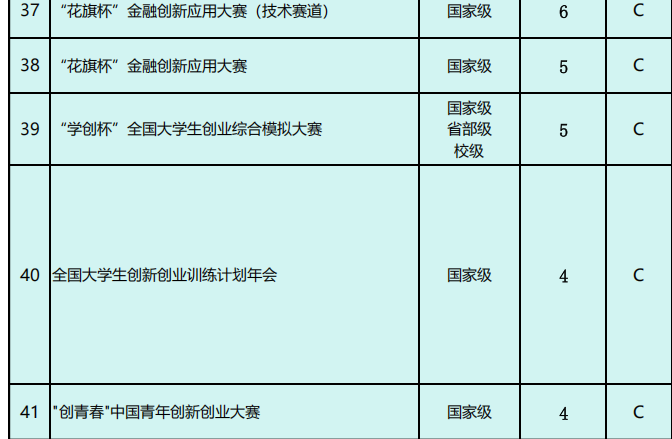 37 “花旗杯”金融创新应用大赛（技术赛道） 国家级 6 C
38 “花旗杯”金融创新应用大赛 国家级 5 C
国家级
39 “学创杯”全国大学生创业综合模拟大赛 省部级 5 C
校级
40 全国大学生创新创业训练计划年会 国家级 4 C
41 "创青春"中国青年创新创业大赛 国家级 4 C